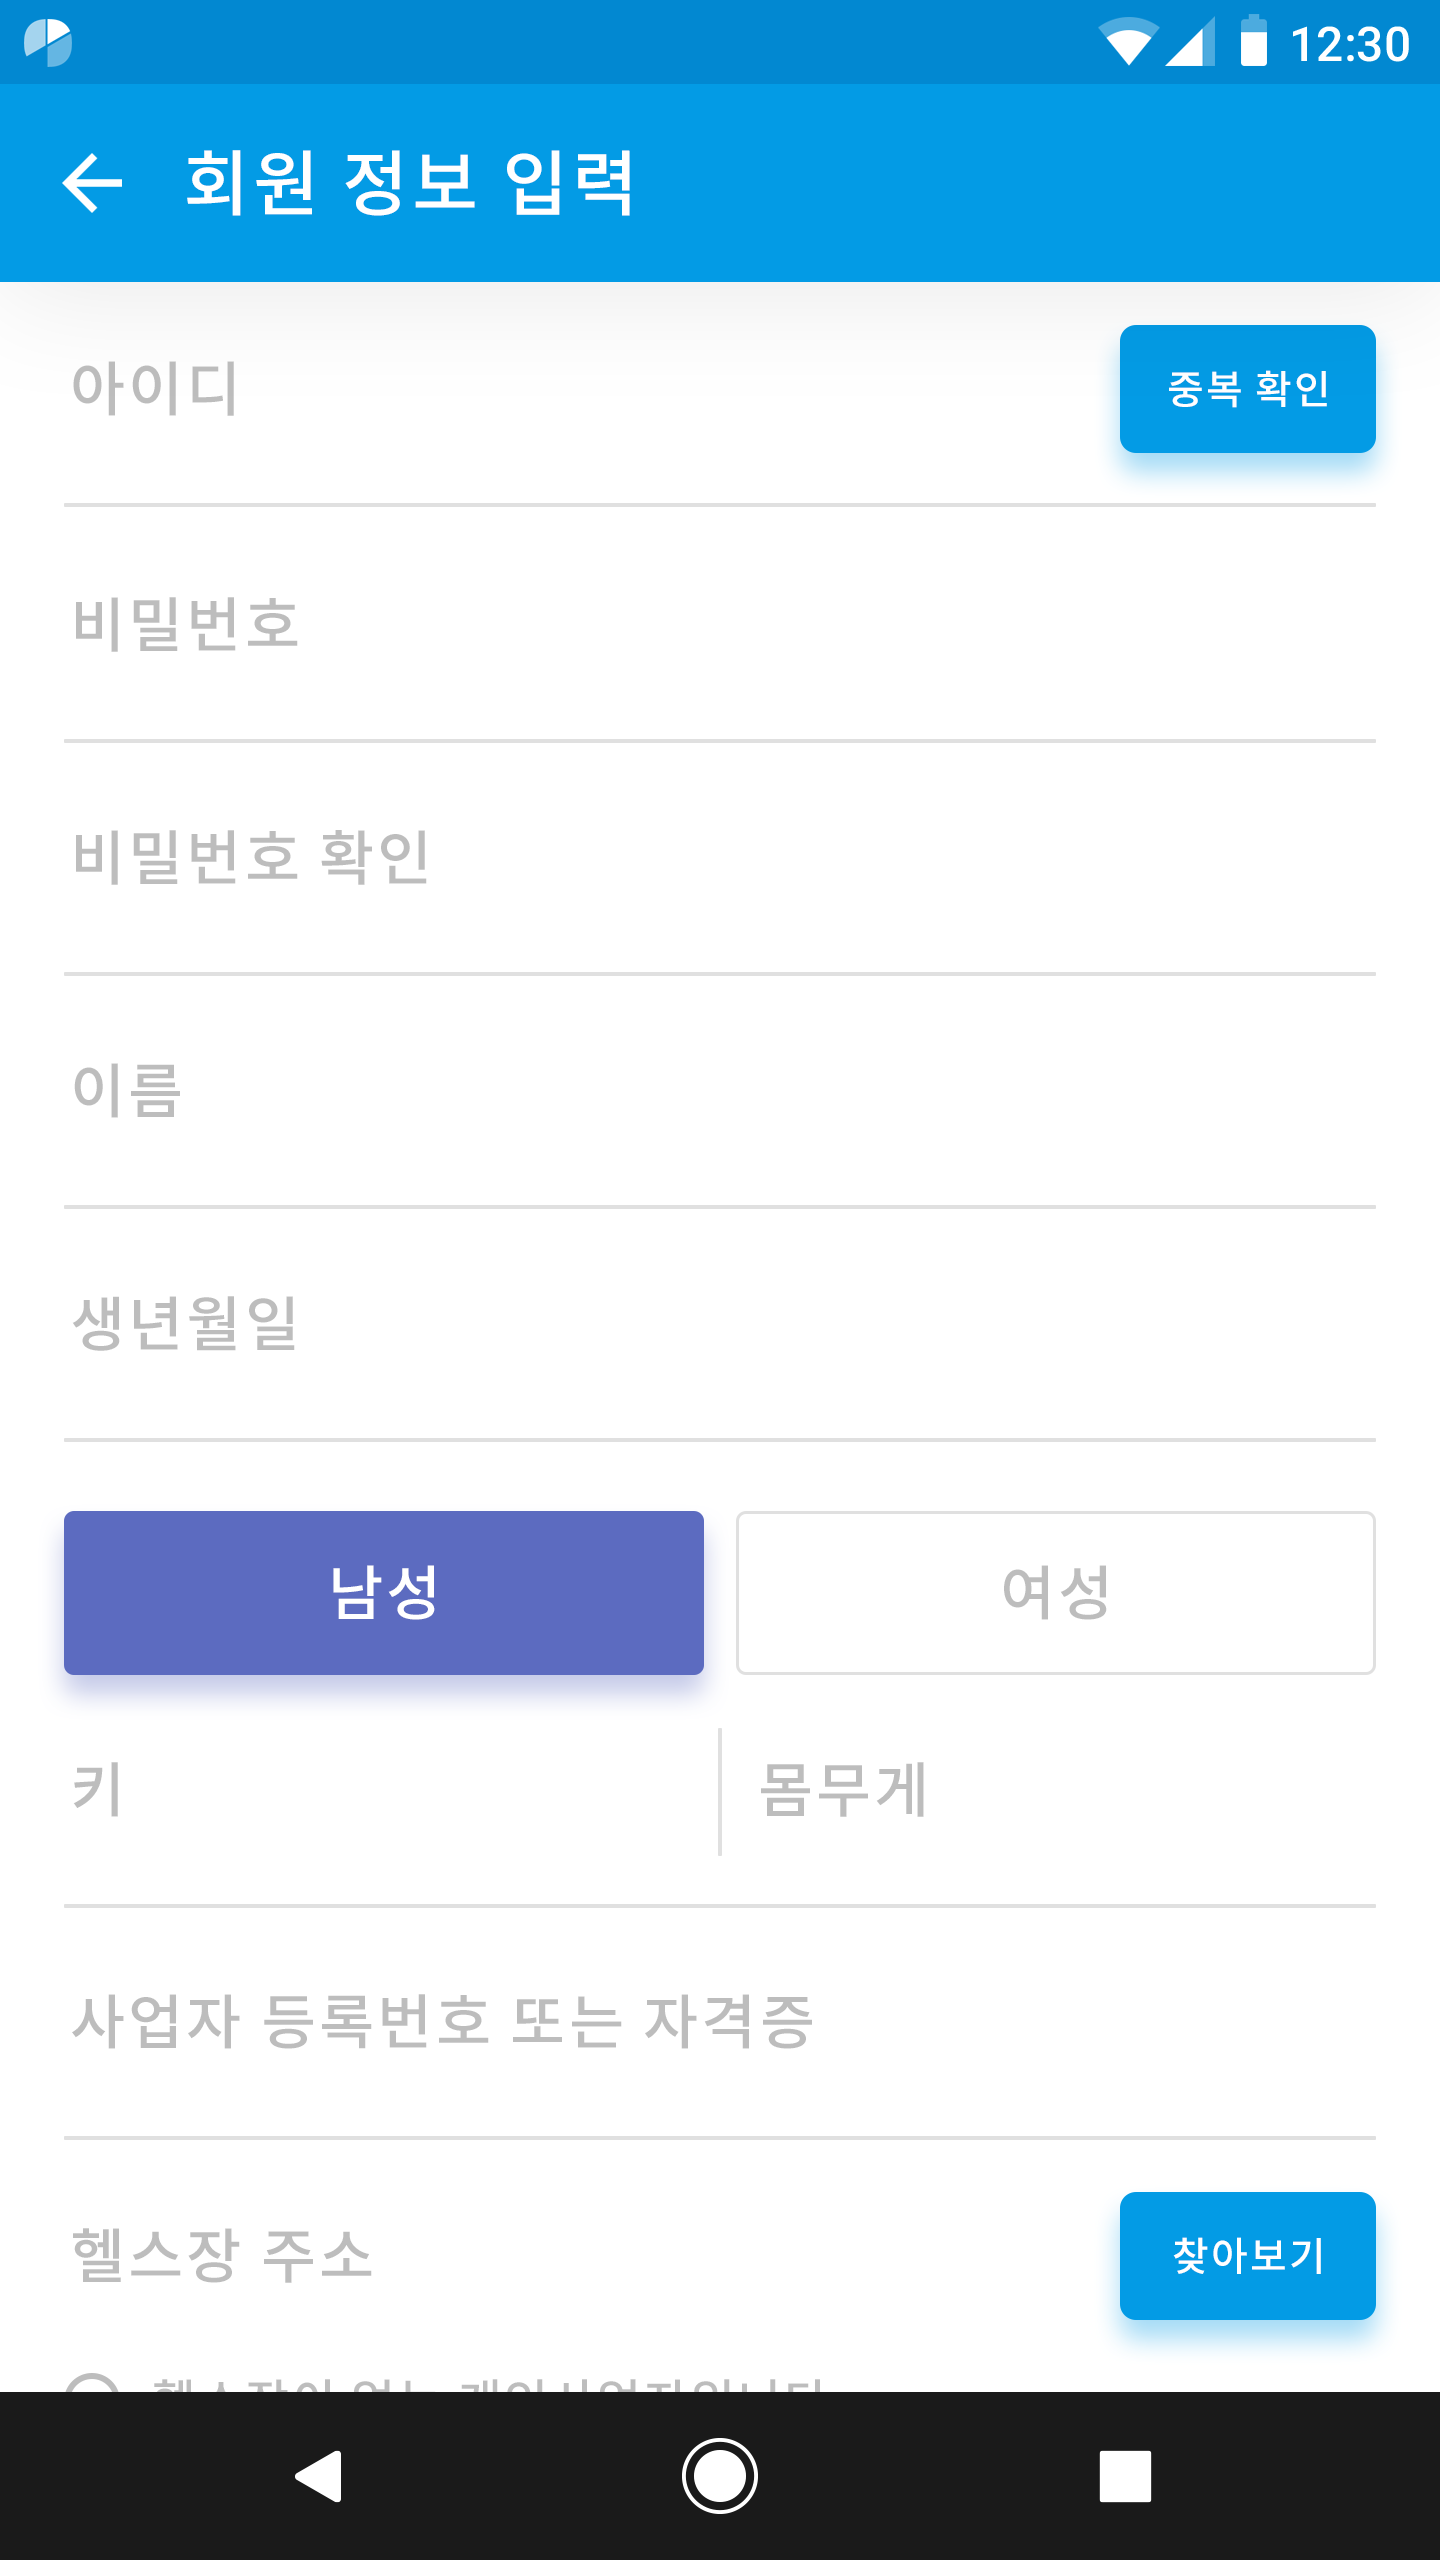 12:30
회원 정보 입력
아이디
중복 확인
비밀번호
비밀번호 확인
이름
생년월일
남성
여성
키
몸무게
사업자 등록번호 또는 자격증
헬스장 주소
찾아보기